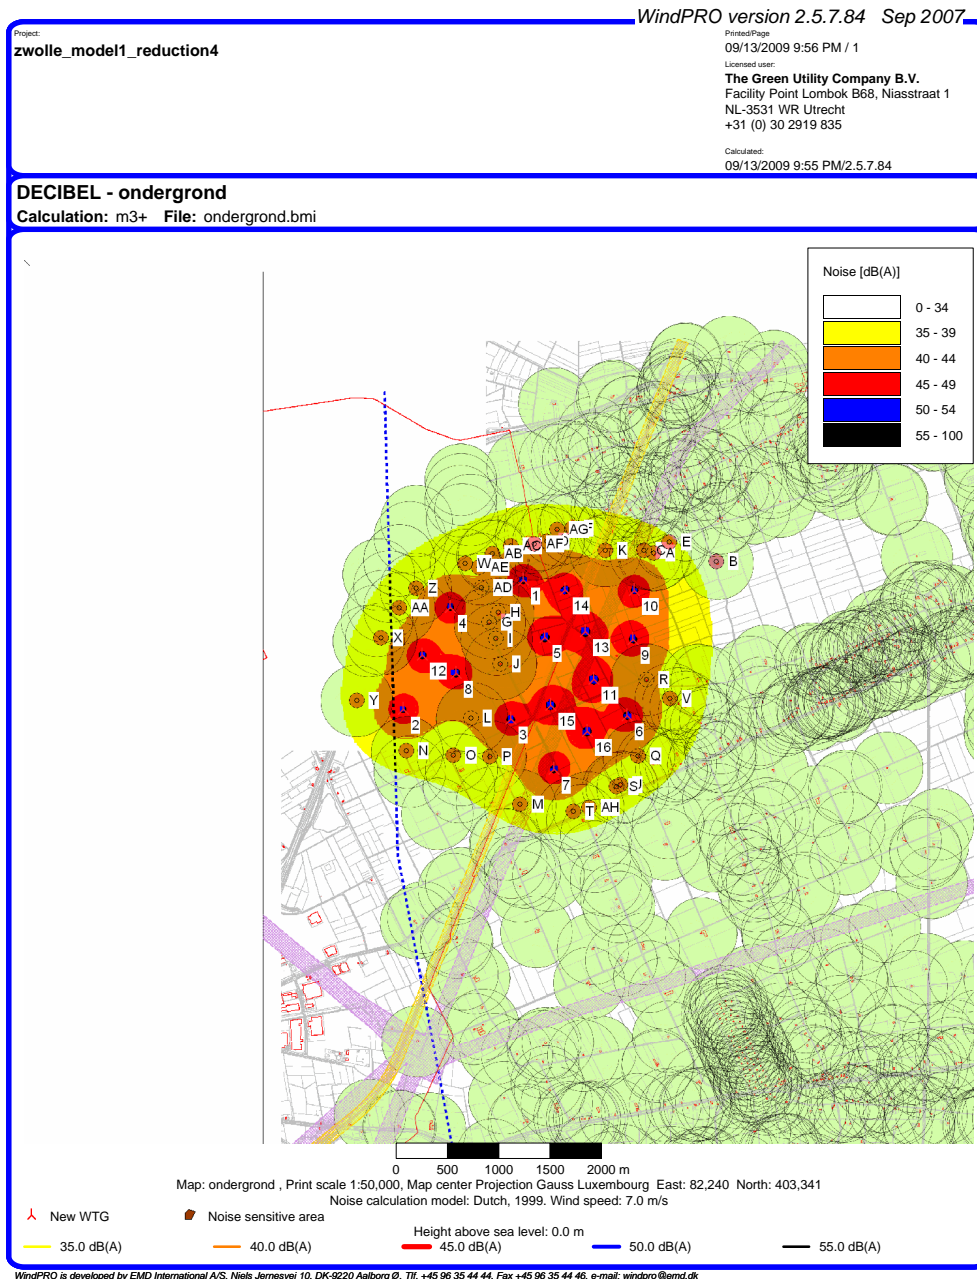 WindPRO version 2.5.7.84 Sep 2007
Project:
zwolle_model1_reduction4
Printed/Page
09/13/2009 9:56 PM / 1
Licensed user:
The Green Utility Company B.V.
Facility Point Lombok B68, Niasstraat 1
NL-3531 WR Utrecht
+31 (0) 30 2919 835
Calculated:
09/13/2009 9:55 PM/2.5.7.84
DECIBEL - ondergrond
Calculation: m3+ File: ondergrond.bmi
Noise [dB(A)]
0 - 34
35 - 39
40 - 44
45 - 49
50 - 54
55 - 100
AG
AF
E
K
A
B
AB
W
AE
Z
AD
1
14
10
AA
4
H
G
X
I
5
13
9
12
8
J
11
R
V
Y
2
L
3
15
6
16
N
O
P
Q
7
S
M
T
AH
0 500 1000 1500 2000 m
Map: ondergrond , Print scale 1:50,000, Map center Projection Gauss Luxembourg East: 82,240 North: 403,341
Noise calculation model: Dutch, 1999. Wind speed: 7.0 m/s
New WTG
Noise sensitive area
Height above sea level: 0.0 m
35.0 dB(A) 40.0 dB(A) 45.0 dB(A) 50.0 dB(A) 55.0 dB(A)
WindPRO is developed by EMD International A/S, Niels Jernesvej 10, DK-9220 Aalborg Ø, Tlf. +45 96 35 44 44, Fax +45 96 35 44 46, e-mail: windpro@emd.dk